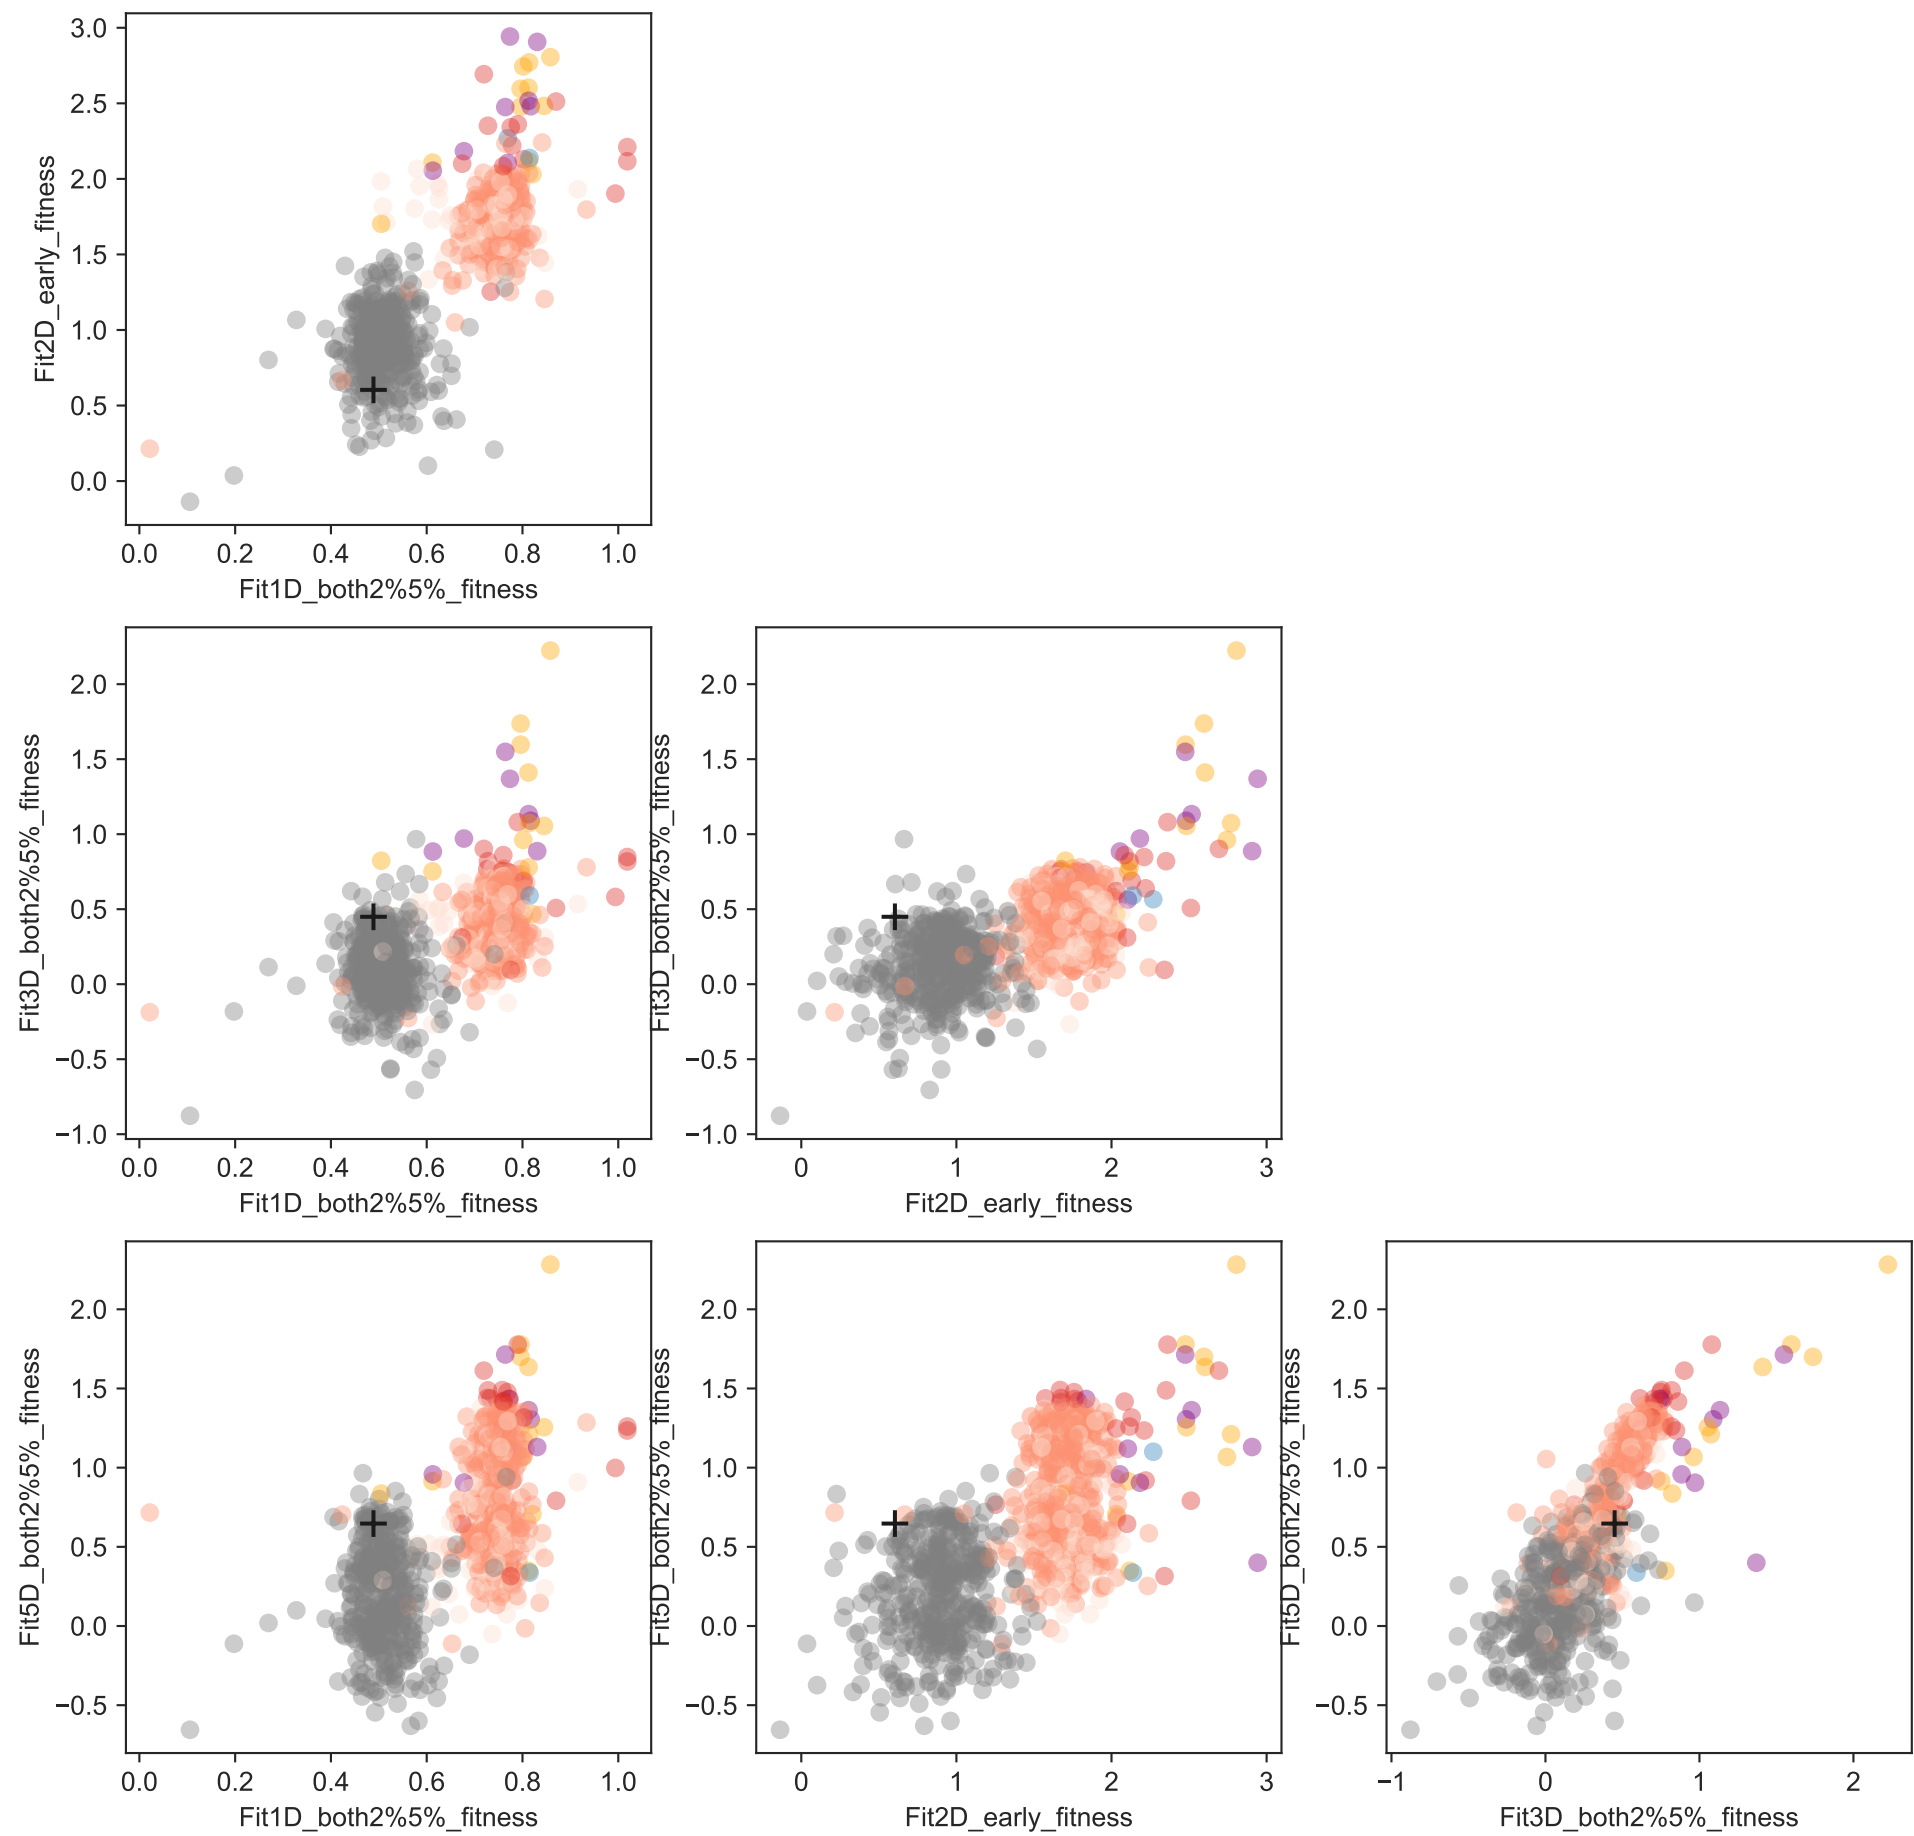 3.0
2.5
2.0
1.5
1.0
0.5
0.0
Fit2D_early_fitness
0.0 0.2 0.4 0.6 0.8 1.0
Fit1D_both2%5%_fitness
2.0
1.5
1.0
0.5
0.0
−0.5
−1.0
Fit3D_both2%5%_fitness
0.0 0.2 0.4 0.6 0.8 1.0
Fit1D_both2%5%_fitness
2.0
1.5
1.0
0.5
0.0
−0.5
−1.0
Fit3D_both2%5%_fitness
0 1 2 3
Fit2D_early_fitness
2.0
1.5
1.0
0.5
0.0
−0.5
Fit5D_both2%5%_fitness
0.0 0.2 0.4 0.6 0.8 1.0
Fit1D_both2%5%_fitness
2.0
1.5
1.0
0.5
0.0
−0.5
Fit5D_both2%5%_fitness
0 1 2 3
Fit2D_early_fitness
2.0
1.5
1.0
0.5
0.0
−0.5
Fit5D_both2%5%_fitness
−1 0 1 2
Fit3D_both2%5%_fitness